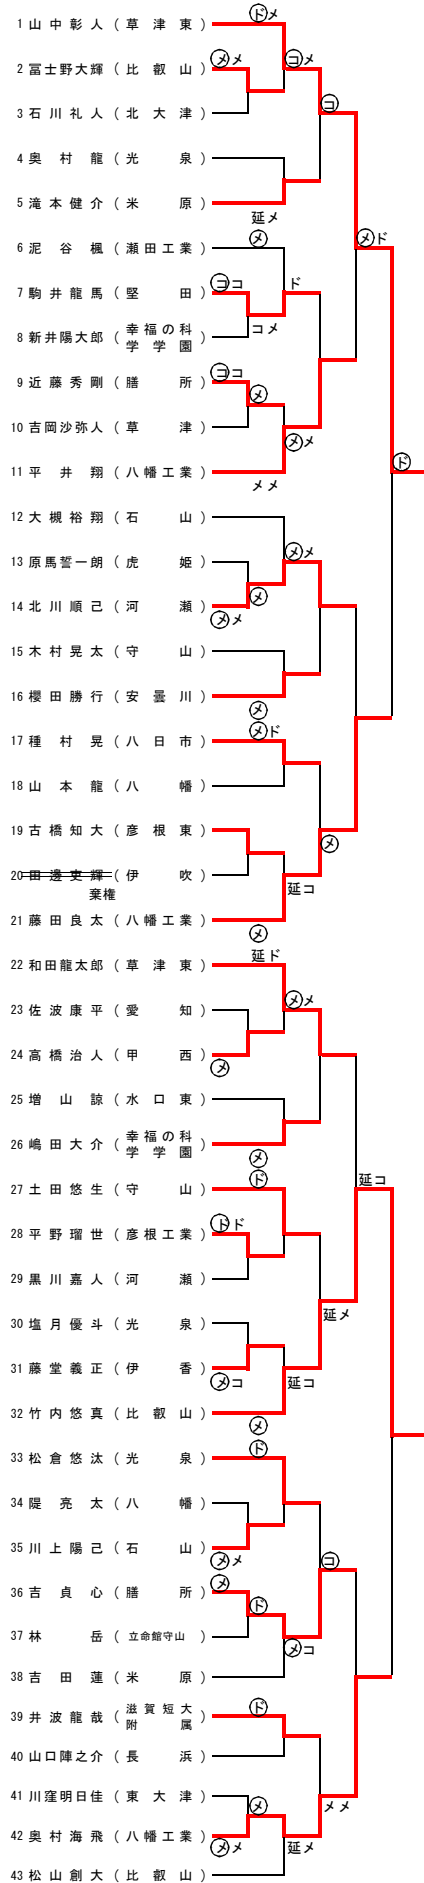 ドメ
1 山中彰人（草津東）
メメ
2 冨士野大輝（比叡山）
コメ
3 石川礼人（北大津）
コ
4 奥村龍（光泉）
5 滝本健介（米原）
延メ
6 泥谷楓（瀬田工業）
メ
メド
7 駒井龍馬（堅田）
ココ
ド
8 新井陽大郎（幸福の科学学園）
コメ
9 近藤秀剛（膳所）
ココ
メ
10 吉岡沙弥人（草津）
メメ
11 平井翔（八幡工業）
メメ
ド
12 大槻裕翔（石山）
メメ
13 原馬誓一朗（虎姫）
メ
14 北川順己（河瀬）
メメ
15 木村晃太（守山）
16 櫻田勝行（安曇川）
メ
17 種村晃（八日市）
メド
18 山本龍（八幡）
19 古橋知大（彦根東）
メ
20 田邊吏輝（伊吹）
棄権
延コ
21 藤田良太（八幡工業）
メ
延ド
22 和田龍太郎（草津東）
メメ
23 佐波康平（愛知）
24 高橋治人（甲西）
メ
25 増山諒（水口東）
26 嶋田大介（幸福の科学学園）
メ
延コ
27 土田悠生（守山）
ド
28 平野瑠世（彦根工業）
ドド
29 黒川嘉人（河瀬）
延メ
30 塩月優斗（光泉）
31 藤堂義正（伊香）
メコ
延コ
32 竹内悠真（比叡山）
メ
33 松倉悠汰（光泉）
ド
34 隄亮太（八幡）
35 川上陽己（石山）
メメ
コ
36 吉貞心（膳所）
メ
ド
37 林岳（立命館守山）
メコ
38 吉田蓮（米原）
39 井波龍哉（滋賀短大附属）
ド
40 山口陣之介（長浜）
41 川窪明日佳（東大津）
メ
メメ
42 奥村海飛（八幡工業）
メメ
延メ
43 松山創大（比叡山）